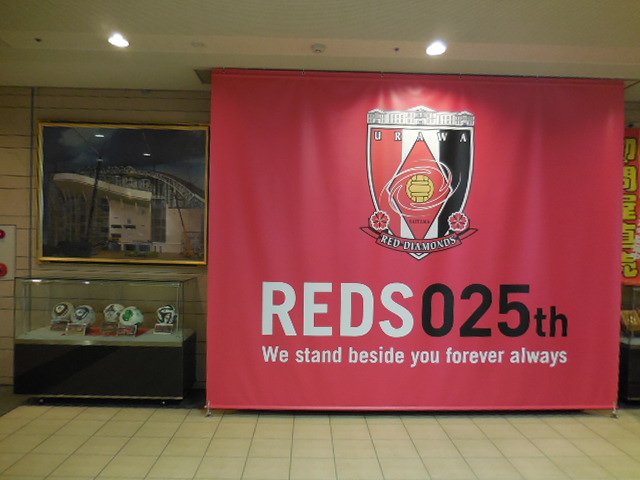 URAWA
SAITAMA
RED DIAMONDS
REDS025th
We stand beside you forever always